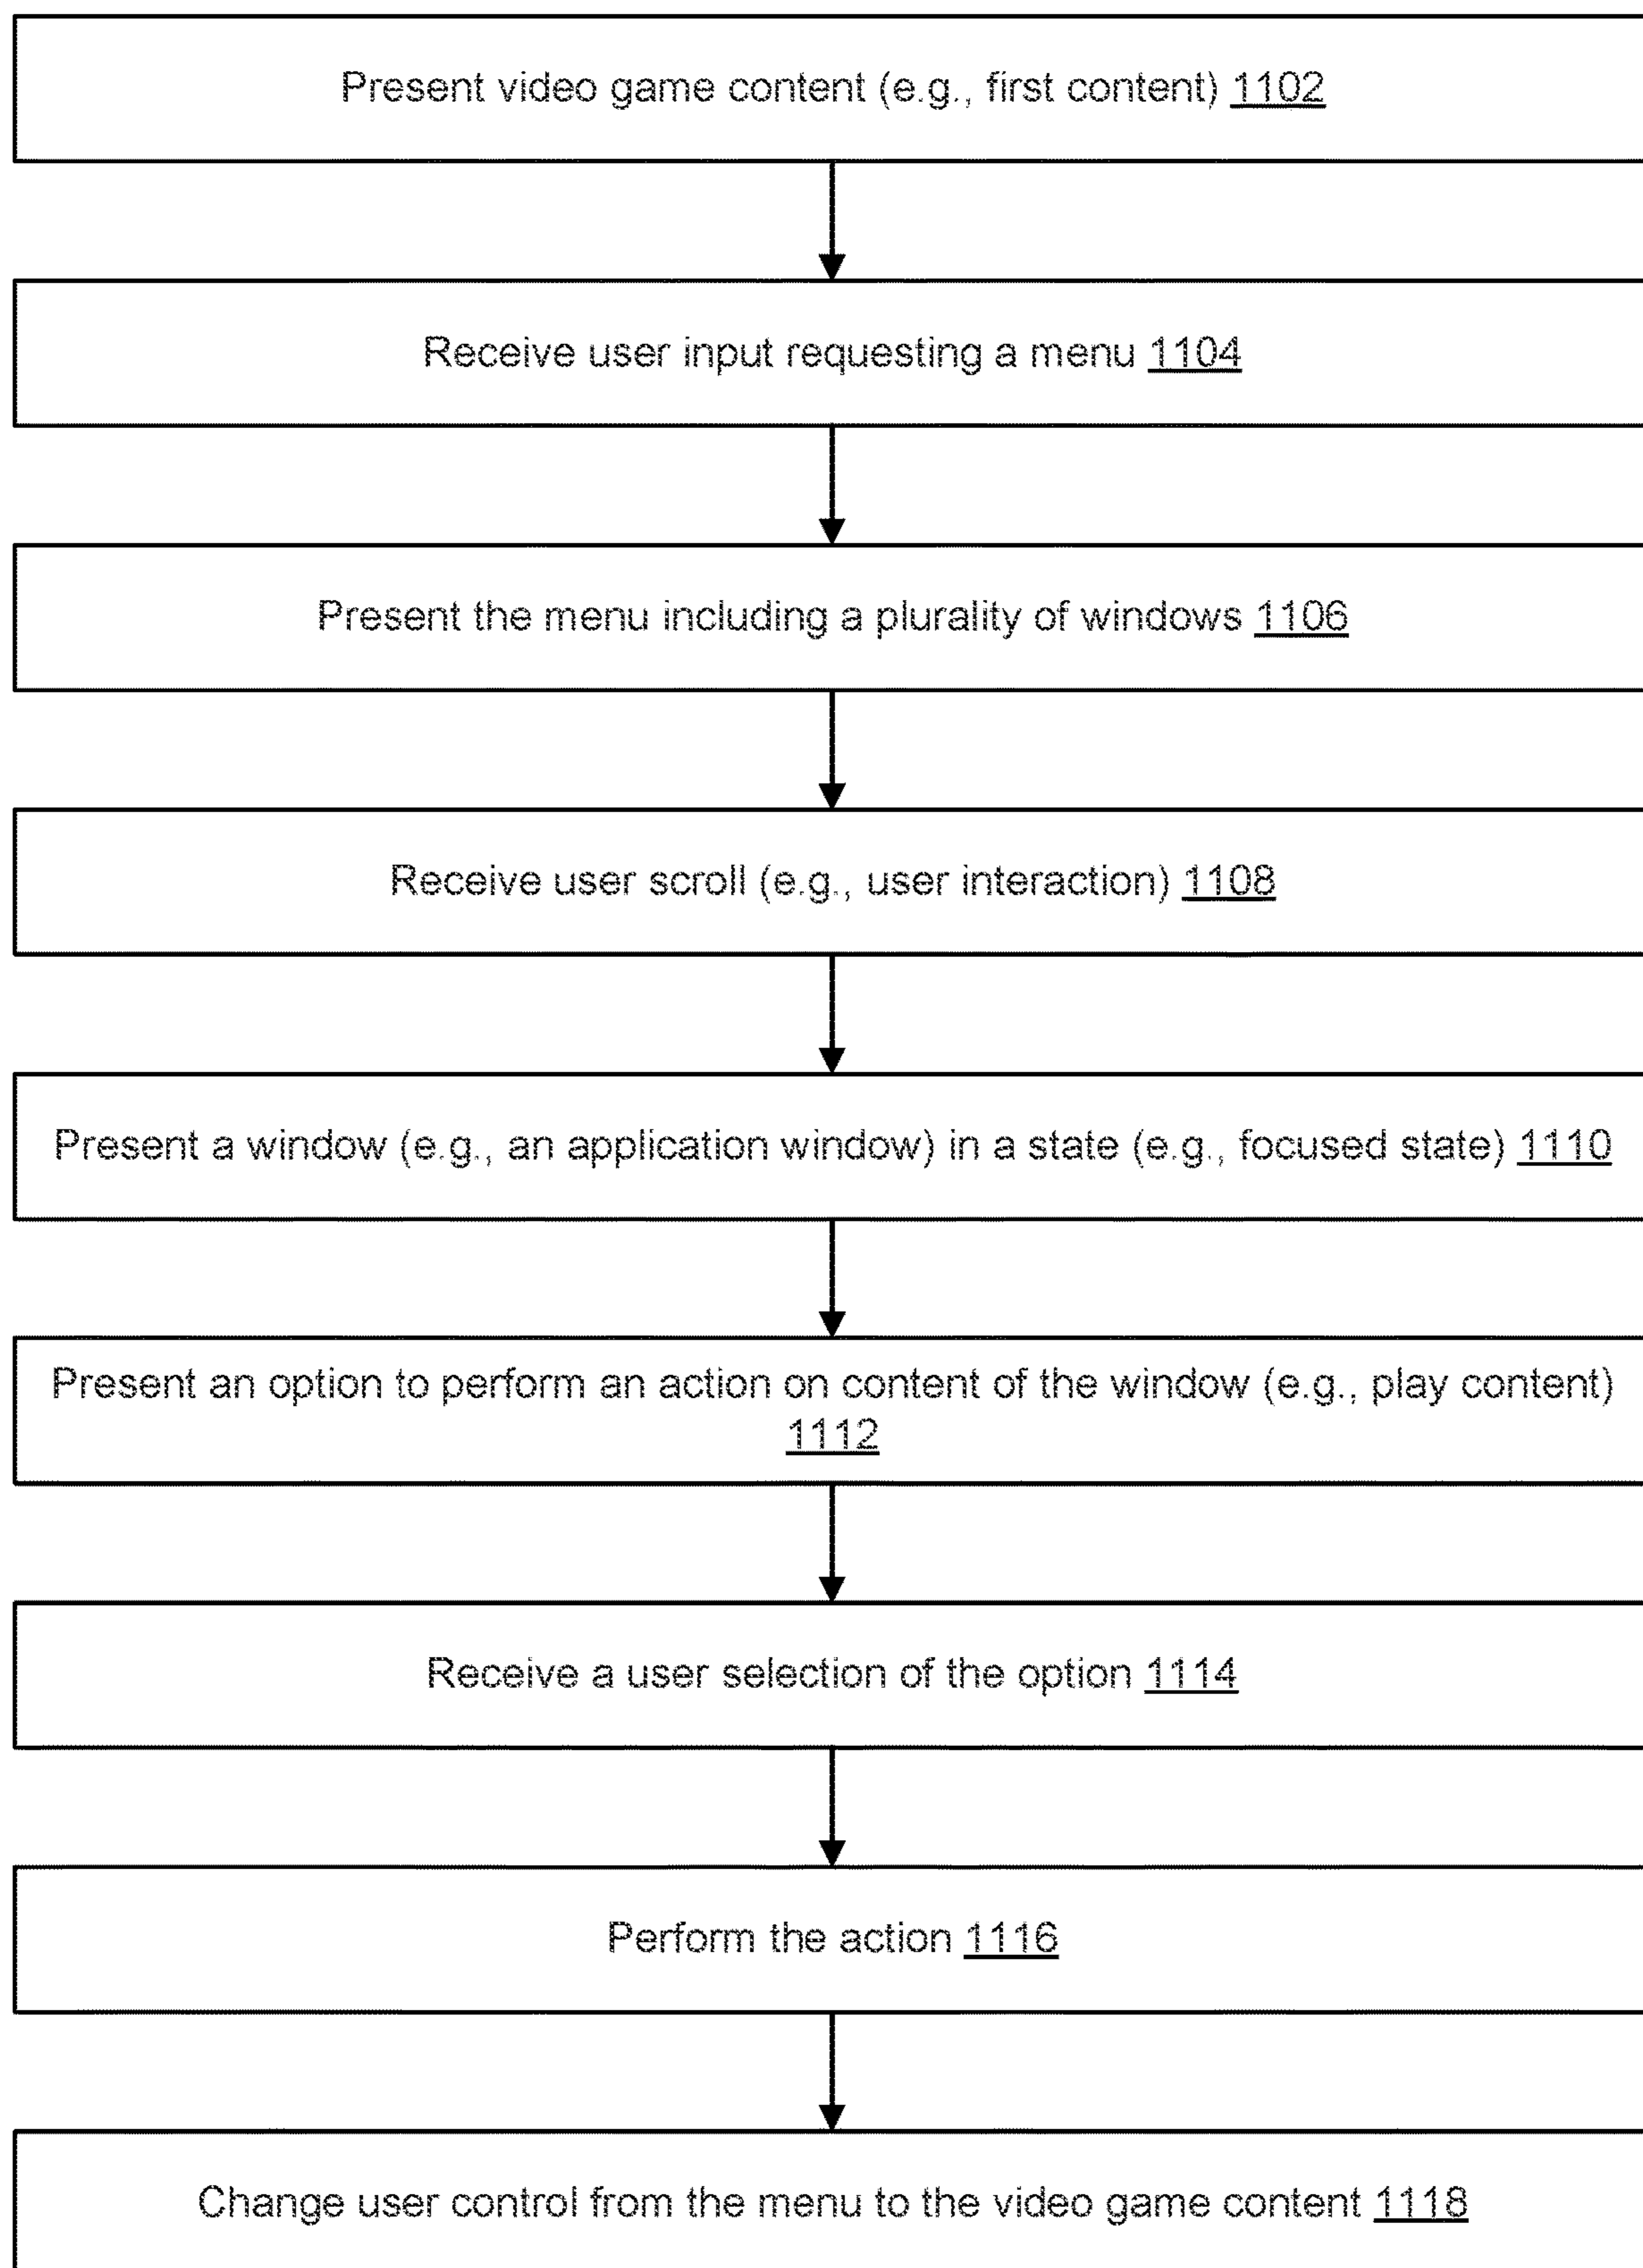 Present video game content (e.g., first content) 1102
Receive user input requesting a menu 1104
Present the menu including a plurality of windows 1106
Receive user scroll (e.g., user interaction) 1108
Present a window (e.g., an application window) in a state (e.g., focused state) 1110
Present an option to perform an action on content of the window (e.g., play content)
1112
Receive a user selection of the option 1114
Perform the action 1116
Change user control from the menu to the video game content 1118